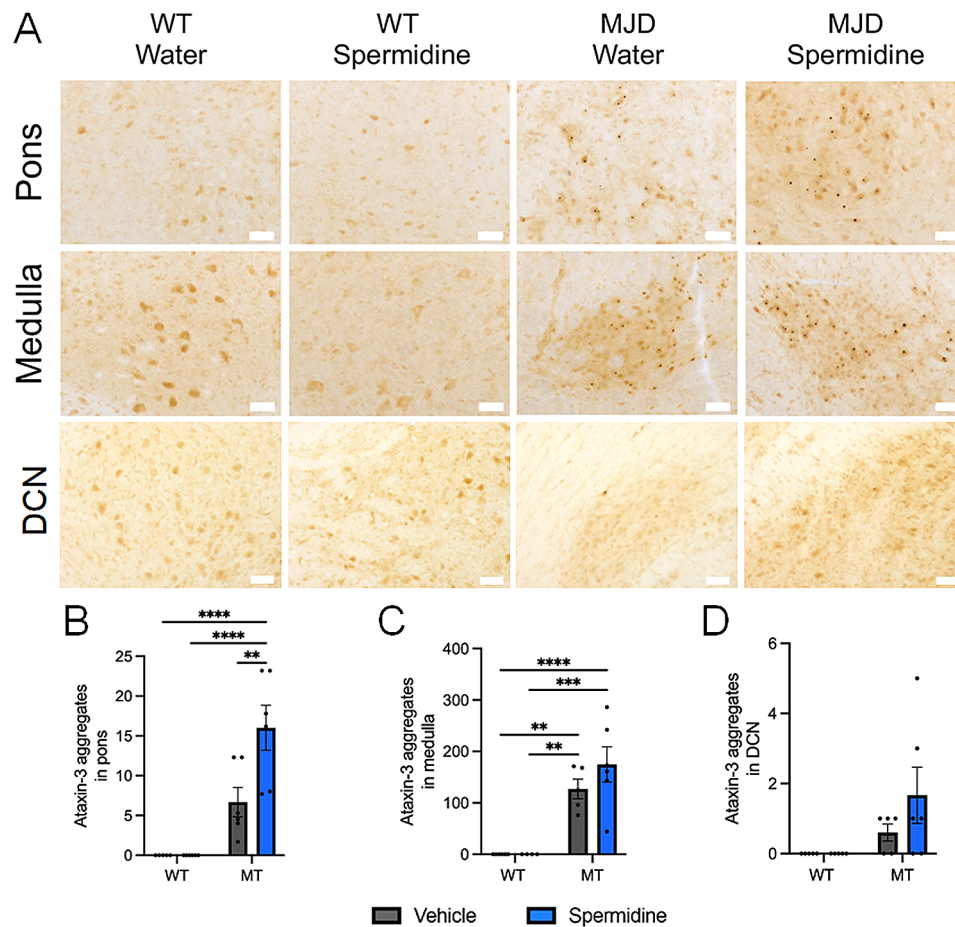 A
WT
Water
WT
Spermidine
MJD
Water
MJD
Spermidine
Pons
Medulla
DCN
B
Ataxin-3 aggregates
in pons
25
20
15
10
5
0
****
****
**
WT
MT
C
Ataxin-3 aggregates
in medulla
400
300
200
100
0
****
***
**
**
WT
MT
D
Ataxin-3 aggregates
in DCN
6
4
2
0
WT
MT
Vehicle
Spermidine